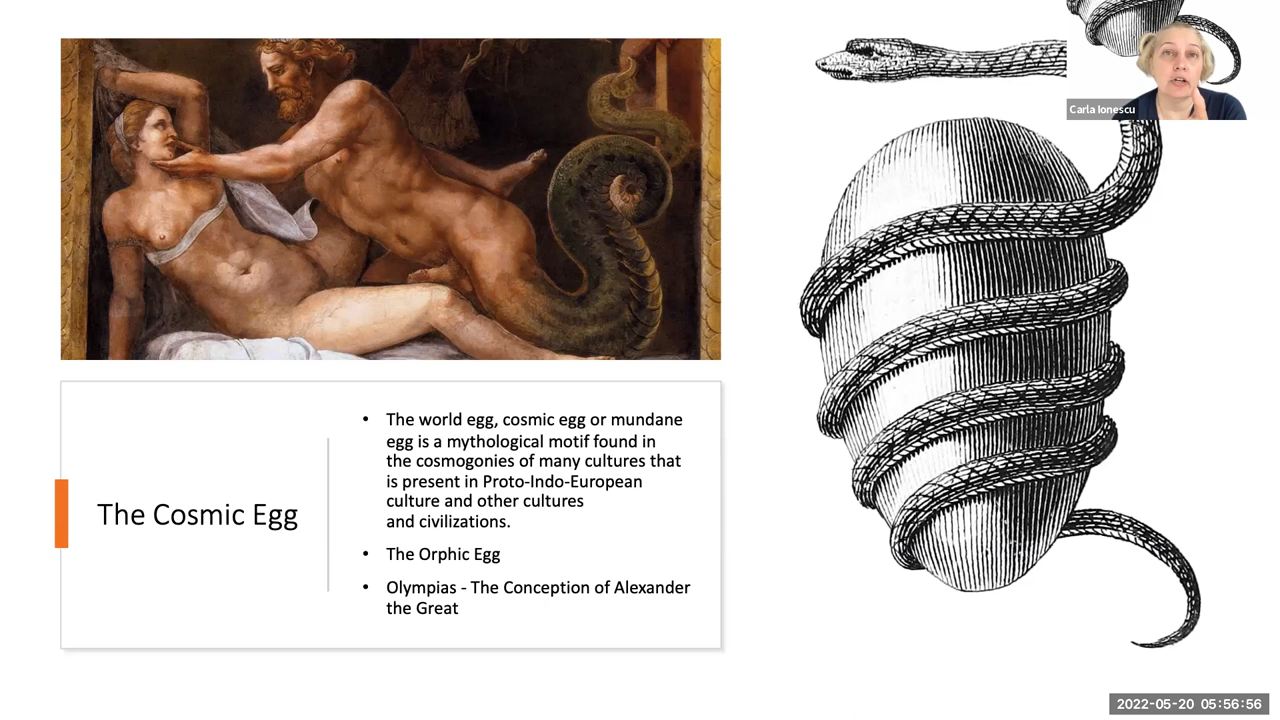 Carla Ionescu
The Cosmic Egg
• The world egg, cosmic egg or mundane
egg is a mythological motif found in
the cosmogonies of many cultures that
is present in Proto-Indo-European
culture and other cultures
and civilizations.
• The Orphic Egg
• Olympias - The Conception of Alexander
the Great
2022-05-20 05:56:56